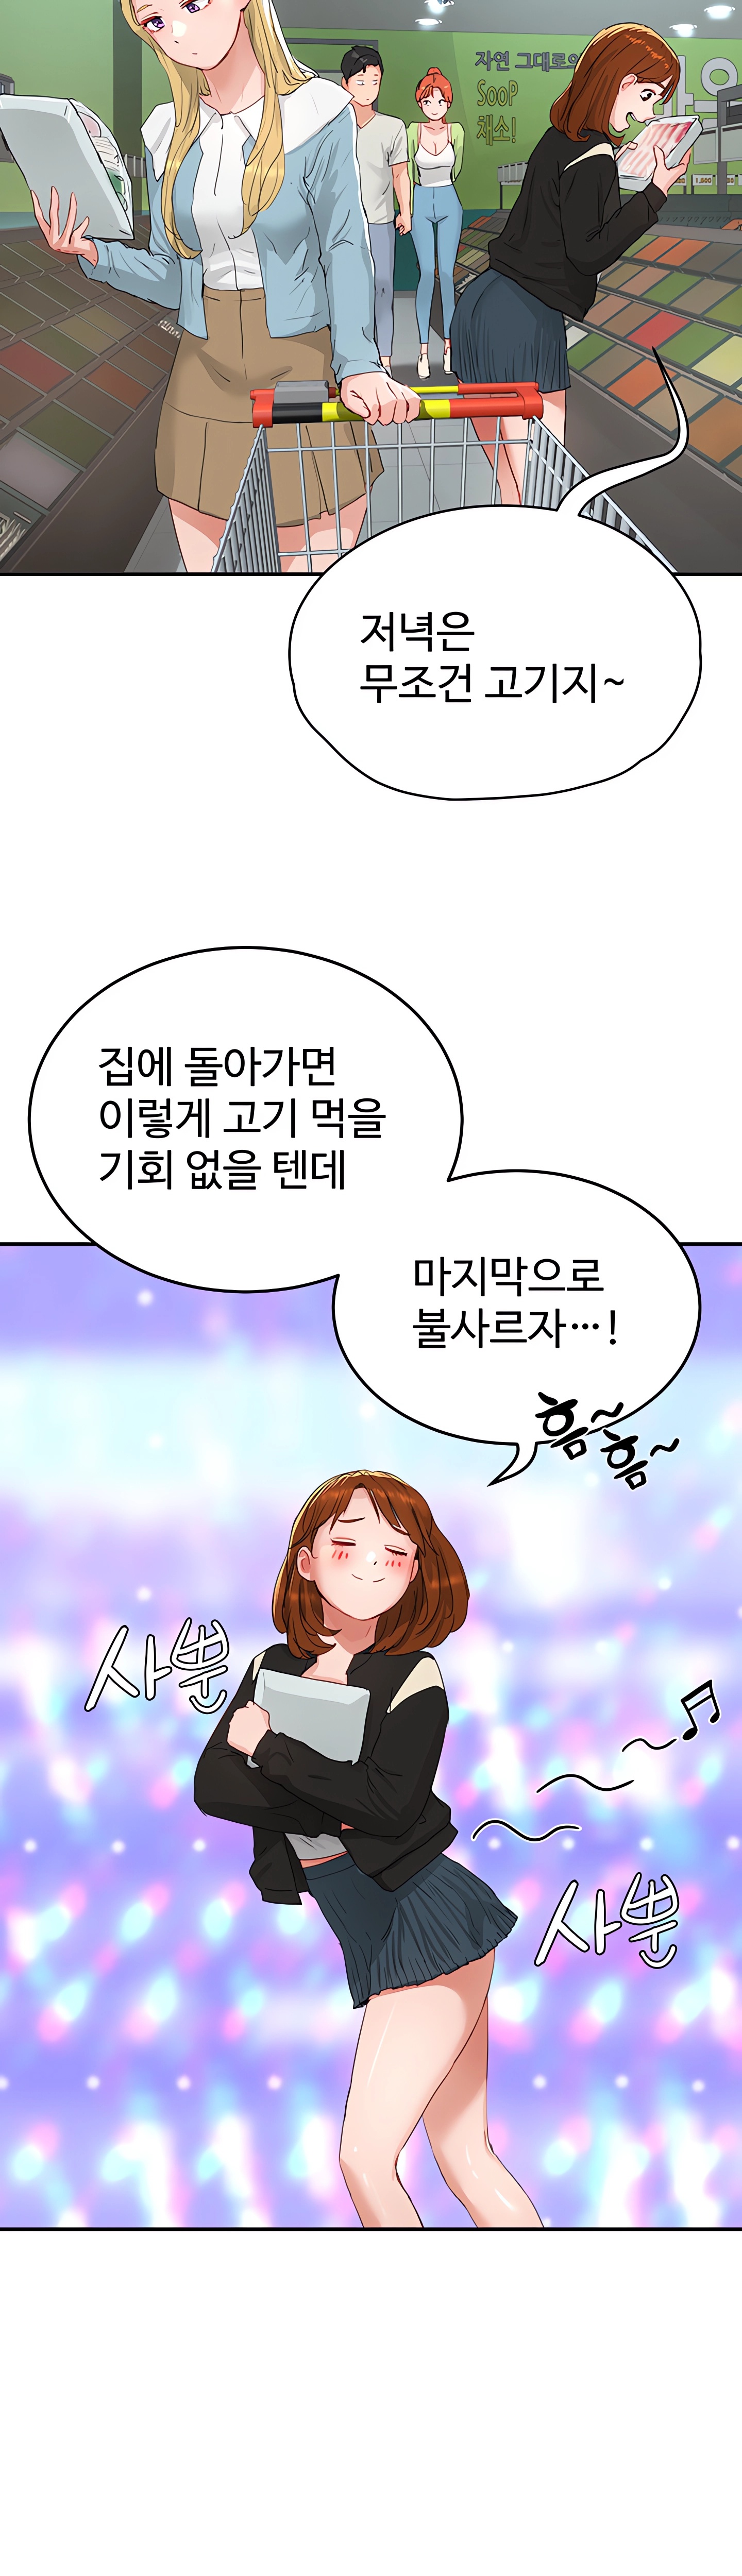 자연 그대로의
SooP
채소!
저녁은
무조건 고기지~
집에 돌아가면
이렇게 고기 먹을
기회 없을 텐데
마지막으로
불사르자…!
흠~
흠~
사뿐
사뿐